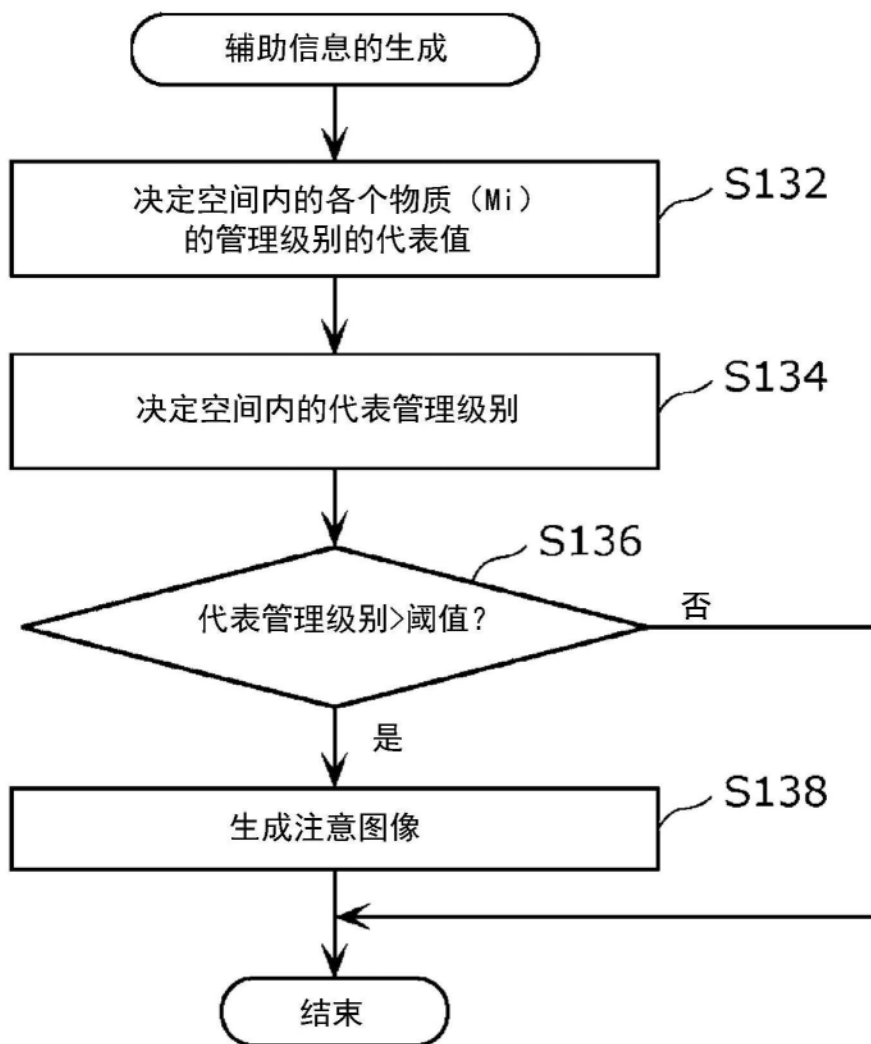 辅助信息的生成
决定空间内的各个物质（Mi）
的管理级别的代表值
S132
决定空间内的代表管理级别
S134
S136
代表管理级别>阈值?
否
是
生成注意图像
S138
结束